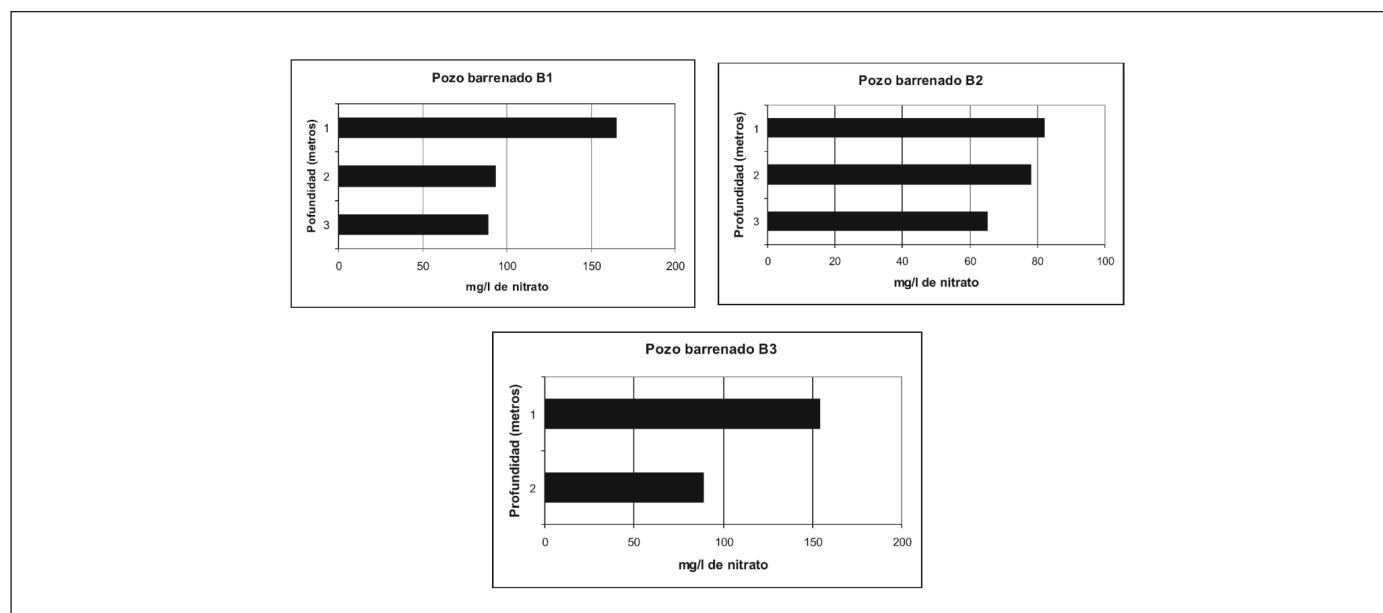 Pozo barrenado B1
Pofundidad (metros)
1
2
3
0 50 100 150 200
mg/l de nitrato
Pozo barrenado B2
Profundidad (metros)
1
2
3
0 20 40 60 80 100
mg/l de nitrato
Pozo barrenado B3
Profundidad (metros)
1
2
0 50 100 150 200
mg/l de nitrato